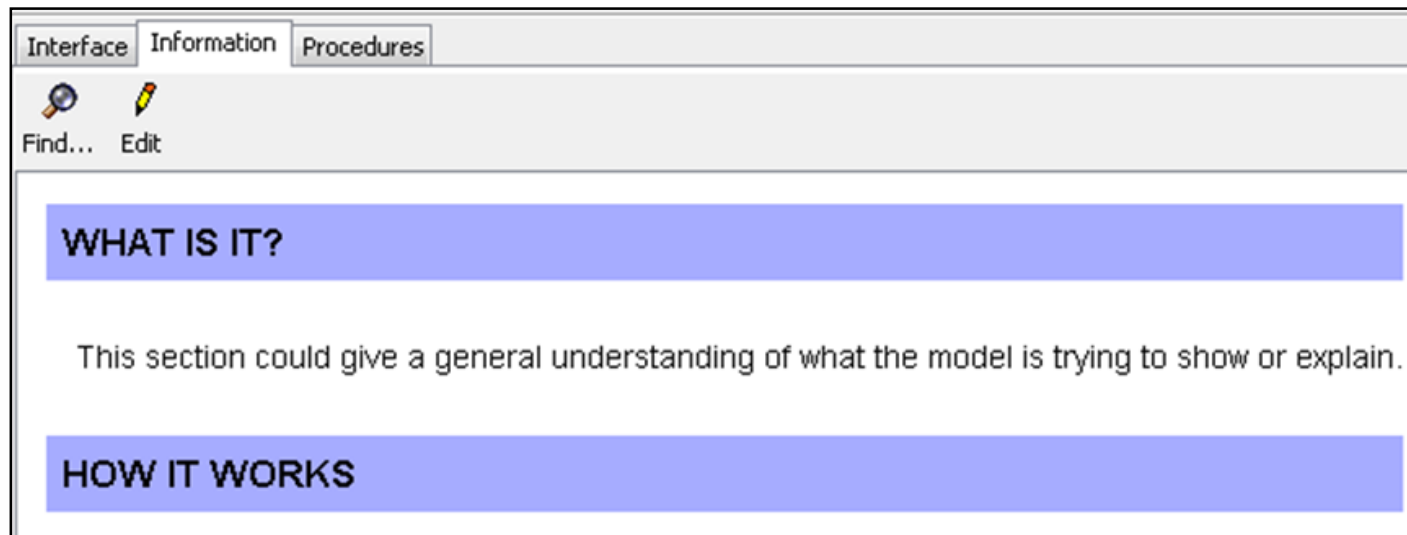 Interface Information Procedures
Find... Edit
WHAT IS IT?
This section could give a general understanding of what the model is trying to show or explain.
HOW IT WORKS